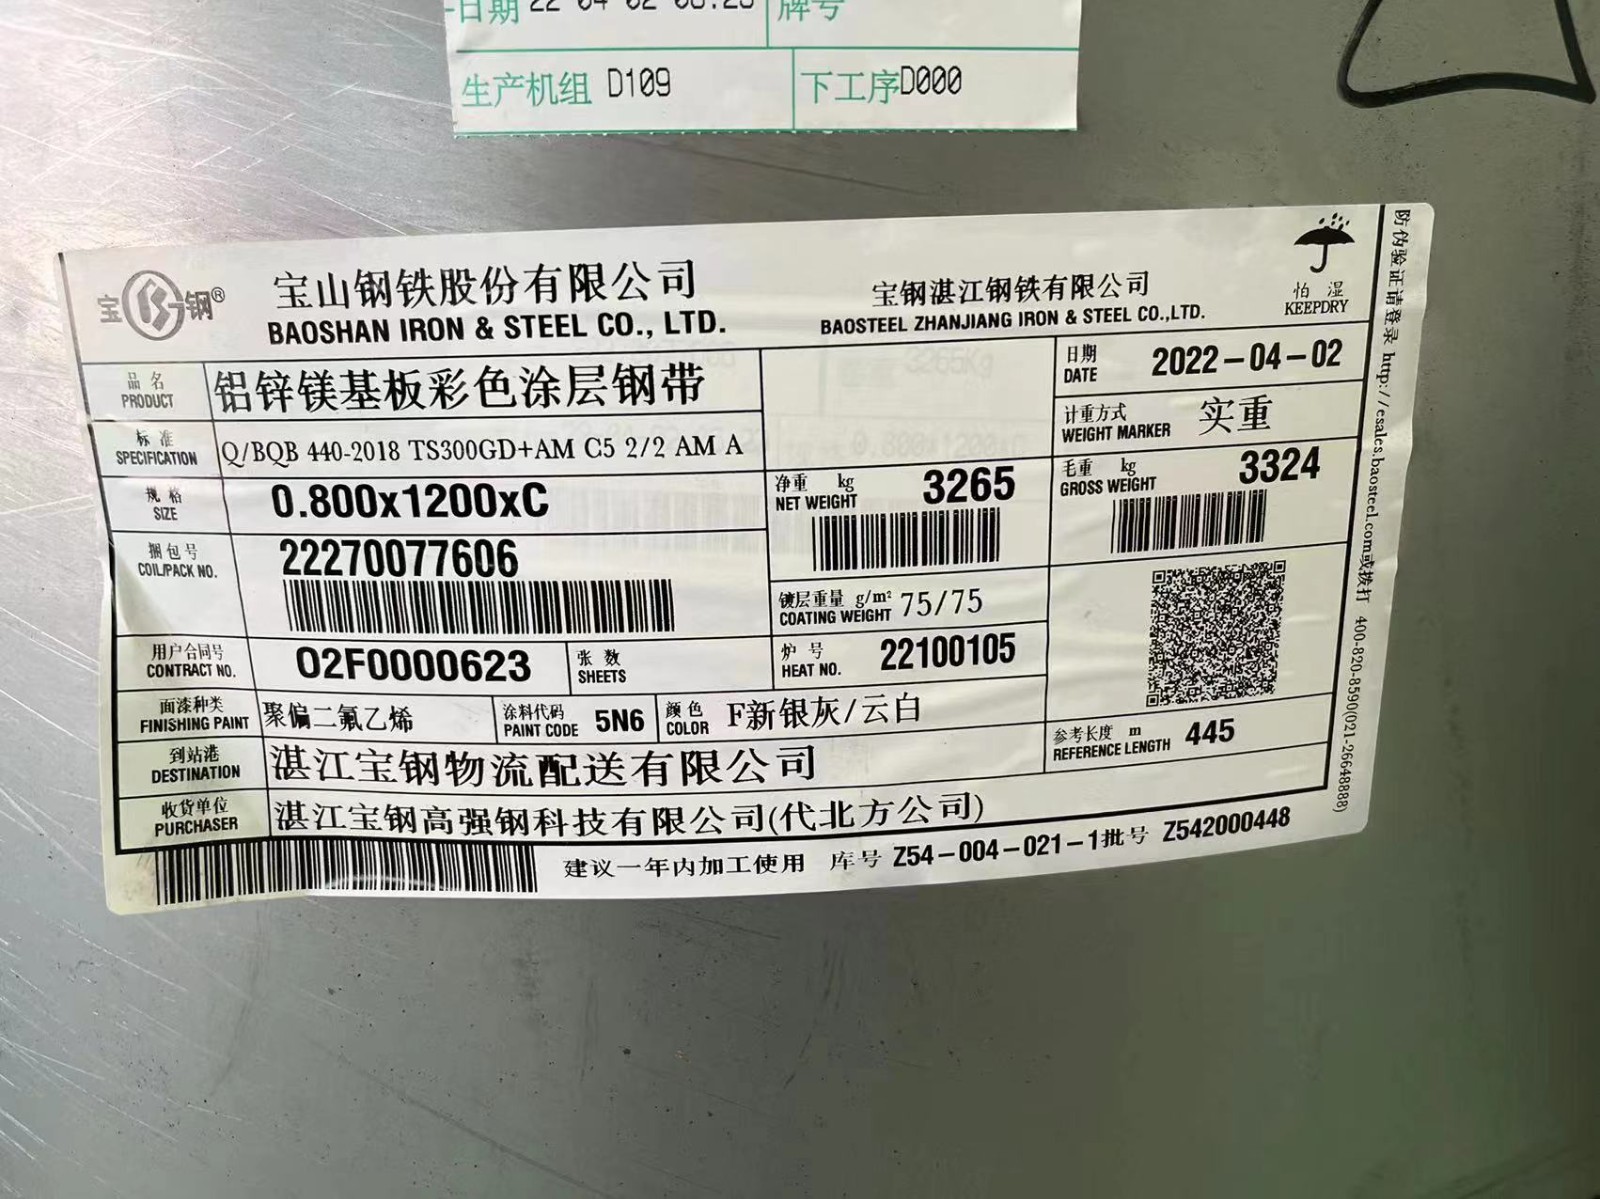 日期 22-04-02 03:23 牌号
生产机组 D109 下工序D000
宝钢®
宝山钢铁股份有限公司
BAOSHAN IRON & STEEL CO., LTD.
宝钢湛江钢铁有限公司
BAOSTEEL ZHANJIANG IRON & STEEL CO.,LTD.
怕 湿
KEEPDRY
品 名
PRODUCT
铝锌镁基板彩色涂层钢带
日期
DATE
2022-04-02
标 准
SPECIFICATION
Q/BQB 440-2018 TS300GD+AM C5 2/2 AM A
计重方式
WEIGHT MARKER
实重
规 格
SIZE
0.800x1200xC
净重 kg
NET WEIGHT
3265
毛重 kg
GROSS WEIGHT
3324
捆包号
COIL/PACK NO.
22270077606
镀层重量 g/m²
COATING WEIGHT
75/75
用户合同号
CONTRACT NO.
02F0000623
张 数
SHEETS
炉 号
HEAT NO.
22100105
面漆种类
FINISHING PAINT
聚偏二氟乙烯
涂料代码
PAINT CODE
5N6
颜 色
COLOR
F新银灰/云白
参考长度 m
REFERENCE LENGTH
445
到站港
DESTINATION
湛江宝钢物流配送有限公司
收货单位
PURCHASER
湛江宝钢高强钢科技有限公司(代北方公司)
建议一年内加工使用 库号 Z54-004-021-1批号 Z542000448
防伪验证请登录 http://esales.baosteel.com或拨打 400-820-8590(021-26648888)